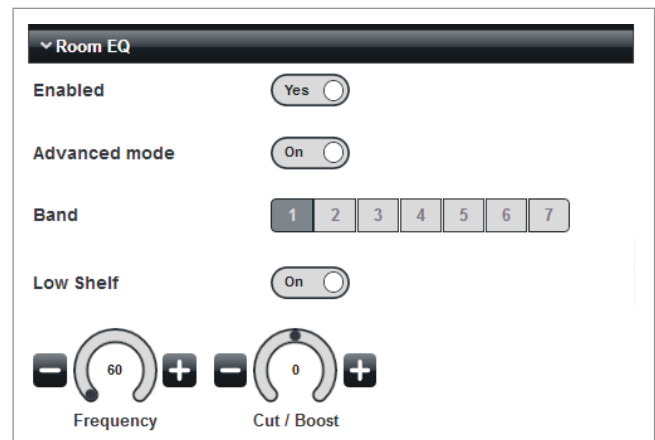 Room EQ
Enabled Yes
Advanced mode On
Band 1 2 3 4 5 6 7
Low Shelf On
60 0
Frequency Cut / Boost